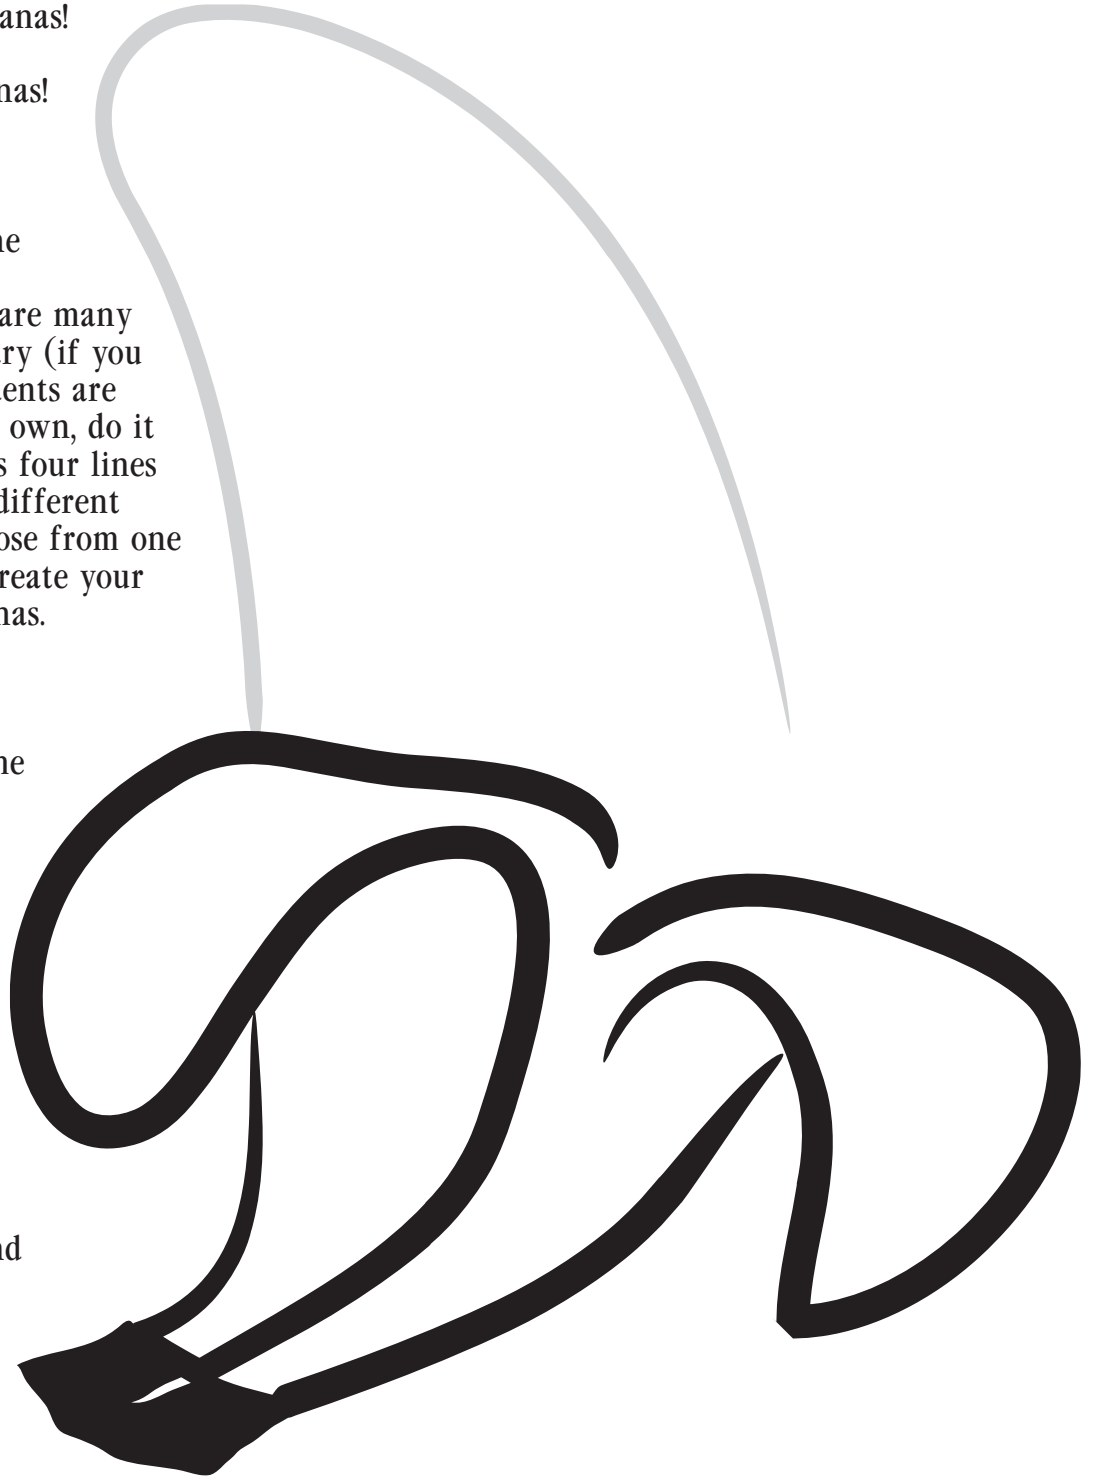 anas!
nas!
ne
are many
ry (if you
ents are
own, do it
s four lines
different
ose from one
reate your
nas.
ne
nd